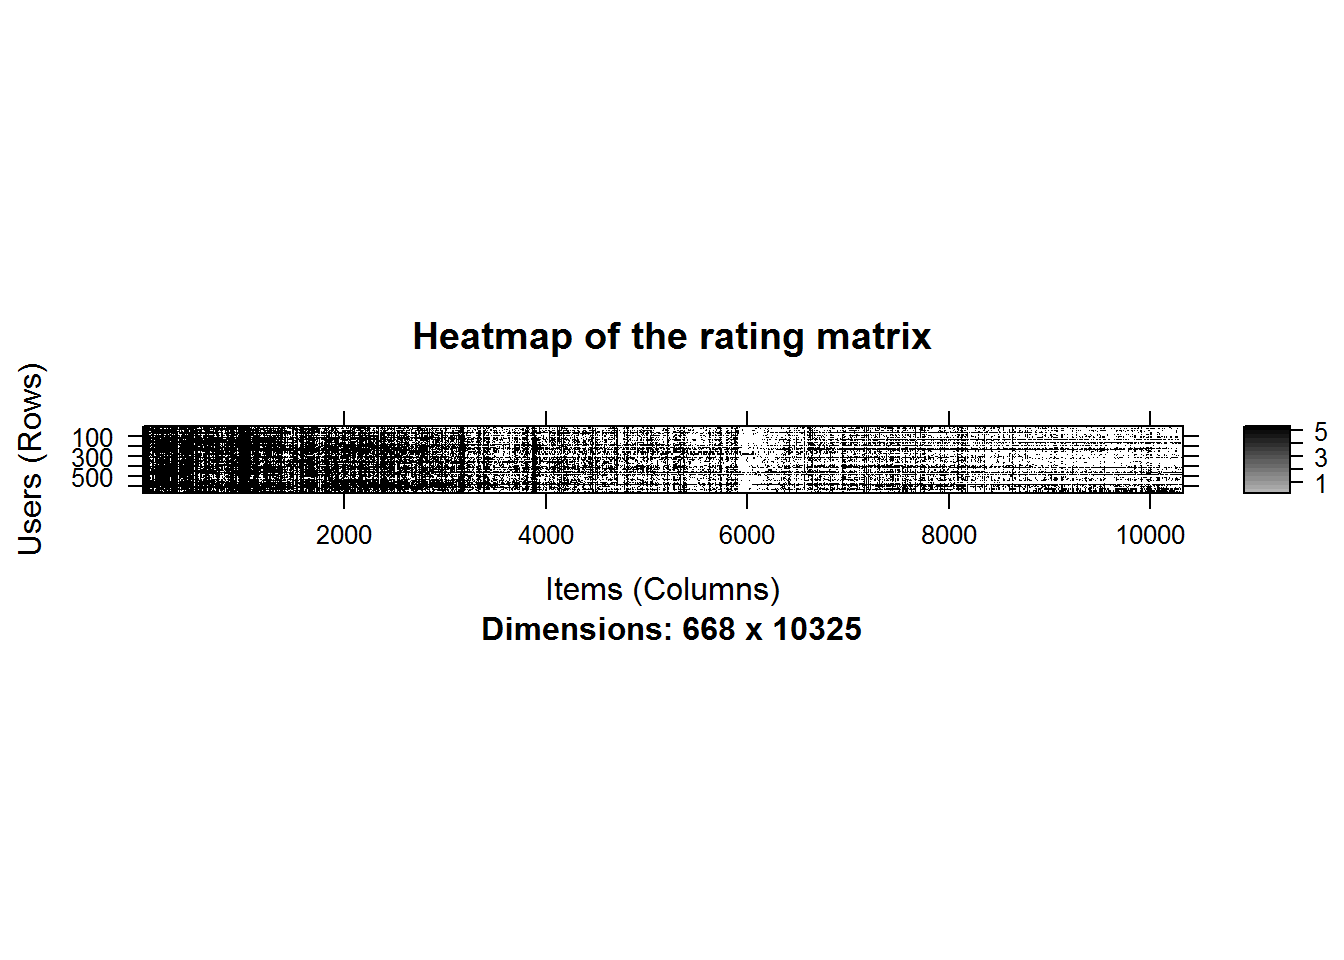 Heatmap of the rating matrix
Users (Rows)
100
300
500
5
3
1
2000 4000 6000 8000 10000
Items (Columns)
Dimensions: 668 x 10325